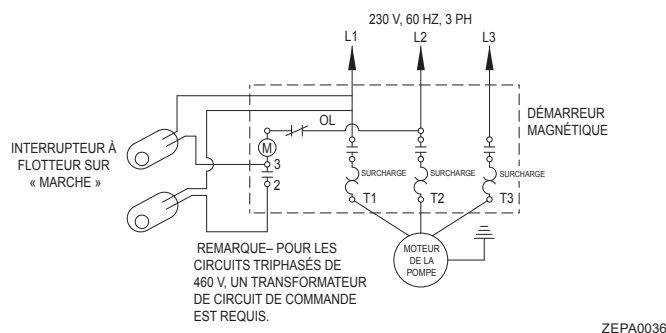 230 V, 60 HZ, 3 PH
L1
L2
L3
OL
DÉMARREUR
MAGNÉTIQUE
INTERRUPTEUR À
FLOTTEUR SUR
« MARCHE »
M
3
2
SURCHARGE
SURCHARGE
SURCHARGE
T1
T2
T3
REMARQUE– POUR LES
CIRCUITS TRIPHASÉS DE
460 V, UN TRANSFORMATEUR
DE CIRCUIT DE COMMANDE
EST REQUIS.
MOTEUR
DE LA
POMPE
ZEPA0036